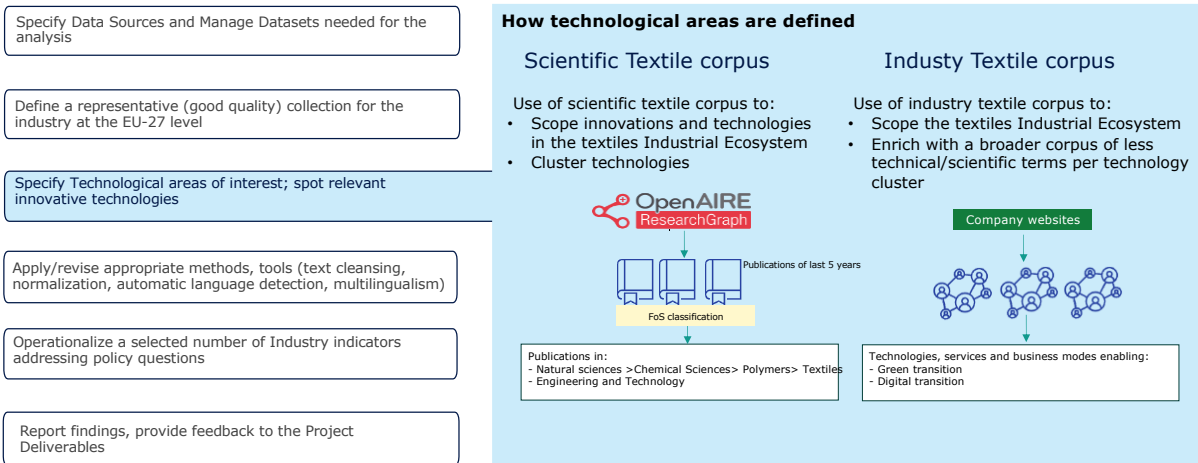 Specify Data Sources and Manage Datasets needed for the
analysis
Define a representative (good quality) collection for the
industry at the EU-27 level
Specify Technological areas of interest; spot relevant
innovative technologies
Apply/revise appropriate methods, tools (text cleansing,
normalization, automatic language detection, multilingualism)
Operationalize a selected number of Industry indicators
addressing policy questions
Report findings, provide feedback to the Project
Deliverables
How technological areas are defined
Scientific Textile corpus
Use of scientific textile corpus to:
• Scope innovations and technologies
in the textiles Industrial Ecosystem
• Cluster technologies
OpenAIRE
ResearchGraph
Publications of last 5 years
FoS classification
Publications in:
- Natural sciences >Chemical Sciences> Polymers> Textiles
- Engineering and Technology
Industy Textile corpus
Use of industry textile corpus to:
• Scope the textiles Industrial Ecosystem
• Enrich with a broader corpus of less
technical/scientific terms per technology
cluster
Company websites
Technologies, services and business modes enabling:
- Green transition
- Digital transition